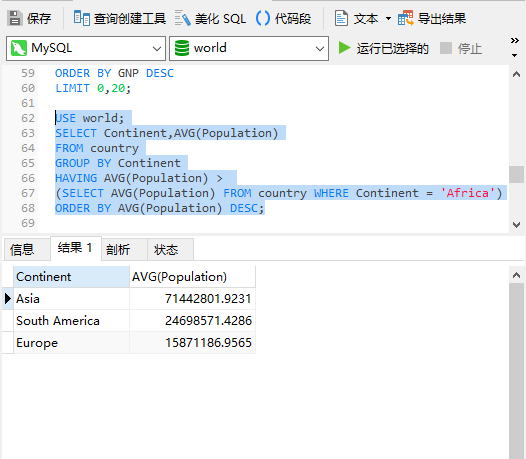 保存 查询创建工具 美化 SQL () 代码段 文本 导出结果
MySQL world 运行已选择的 停止
59 ORDER BY GNP DESC
60 LIMIT 0,20;
61
62 USE world;
63 SELECT Continent,AVG(Population)
64 FROM country
65 GROUP BY Continent
66 HAVING AVG(Population) >
67 (SELECT AVG(Population) FROM country WHERE Continent = 'Africa')
68 ORDER BY AVG(Population) DESC;
69
信息 结果 1 剖析 状态
Continent AVG(Population)
Asia 71442801.9231
South America 24698571.4286
Europe 15871186.9565